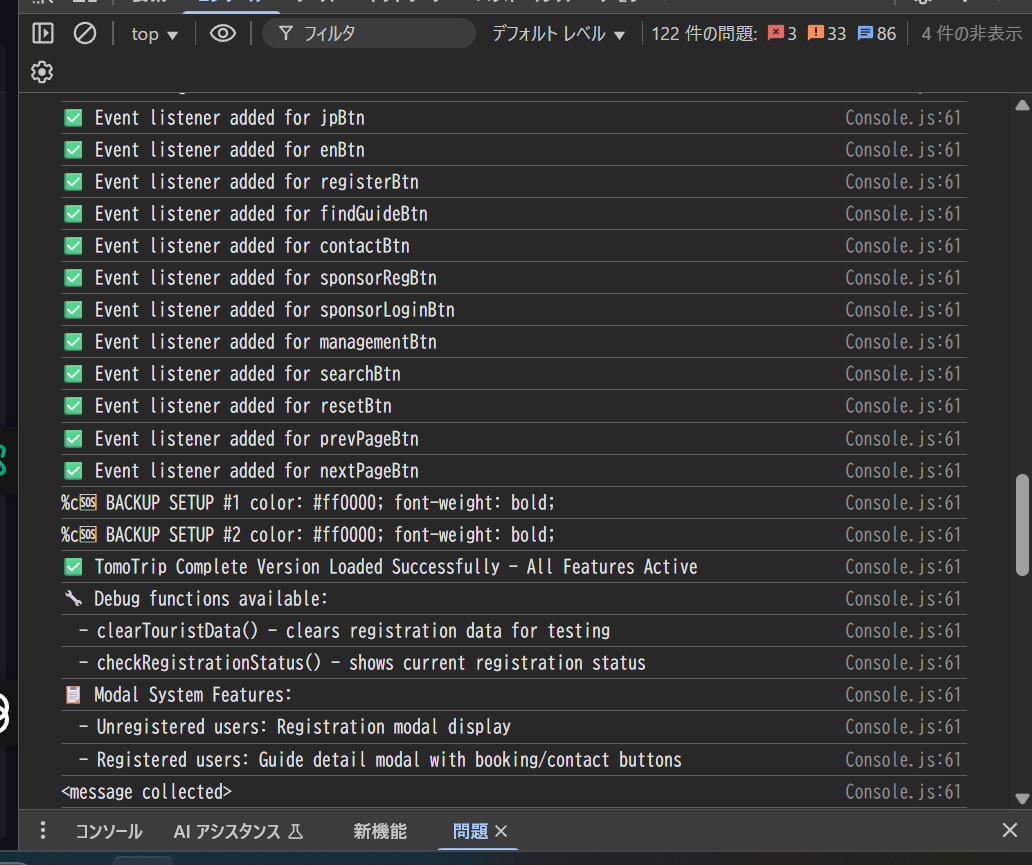 top デフォルト レベル 122 件の問題: 3 33 86 4 件の非表示
フィルタ
✅ Event listener added for jpBtn Console.js:61
✅ Event listener added for enBtn Console.js:61
✅ Event listener added for registerBtn Console.js:61
✅ Event listener added for findGuideBtn Console.js:61
✅ Event listener added for contactBtn Console.js:61
✅ Event listener added for sponsorRegBtn Console.js:61
✅ Event listener added for sponsorLoginBtn Console.js:61
✅ Event listener added for managementBtn Console.js:61
✅ Event listener added for searchBtn Console.js:61
✅ Event listener added for resetBtn Console.js:61
✅ Event listener added for prevPageBtn Console.js:61
✅ Event listener added for nextPageBtn Console.js:61
%c🆘 BACKUP SETUP #1 color: #ff0000; font-weight: bold; Console.js:61
%c🆘 BACKUP SETUP #2 color: #ff0000; font-weight: bold; Console.js:61
✅ TomoTrip Complete Version Loaded Successfully - All Features Active Console.js:61
🔧 Debug functions available: Console.js:61
- clearTouristData() - clears registration data for testing Console.js:61
- checkRegistrationStatus() - shows current registration status Console.js:61
📋 Modal System Features: Console.js:61
- Unregistered users: Registration modal display Console.js:61
- Registered users: Guide detail modal with booking/contact buttons Console.js:61
<message collected> Console.js:61
コンソール AI アシスタンス 新機能 問題